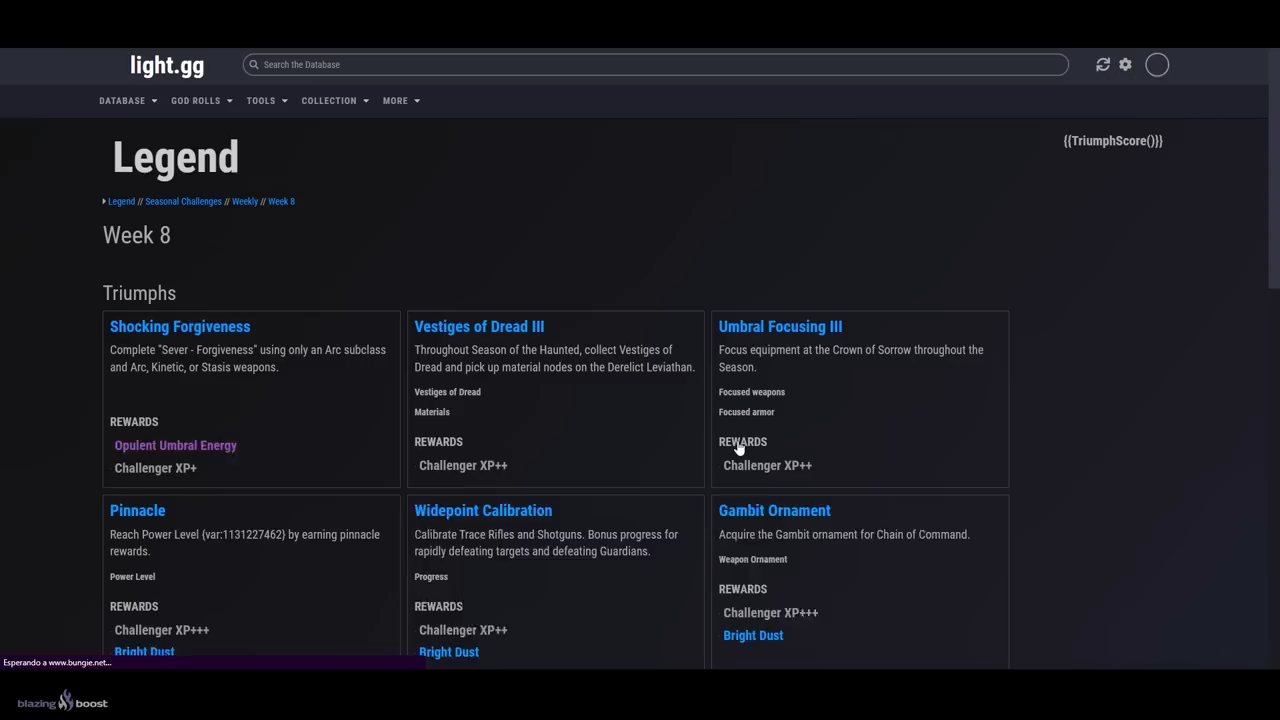 light.gg
Search the Database
DATABASE
GOD ROLLS
TOOLS
COLLECTION
MORE
Legend
{{TriumphScore()}}
Legend // Seasonal Challenges // Weekly // Week 8
Week 8
Triumphs
Shocking Forgiveness
Complete "Sever - Forgiveness" using only an Arc subclass
and Arc, Kinetic, or Stasis weapons.
REWARDS
Opulent Umbral Energy
Challenger XP+
Vestiges of Dread III
Throughout Season of the Haunted, collect Vestiges of
Dread and pick up material nodes on the Derelict Leviathan.
Vestiges of Dread
Materials
REWARDS
Challenger XP++
Umbral Focusing III
Focus equipment at the Crown of Sorrow throughout the
Season.
Focused weapons
Focused armor
REWARDS
Challenger XP++
Pinnacle
Reach Power Level {var:1131227462} by earning pinnacle
rewards.
Power Level
REWARDS
Challenger XP+++
Bright Dust
Widepoint Calibration
Calibrate Trace Rifles and Shotguns. Bonus progress for
rapidly defeating targets and defeating Guardians.
Progress
REWARDS
Challenger XP++
Bright Dust
Gambit Ornament
Acquire the Gambit ornament for Chain of Command.
Weapon Ornament
REWARDS
Challenger XP+++
Bright Dust
Esperando a www.bungie.net...
blazing boost